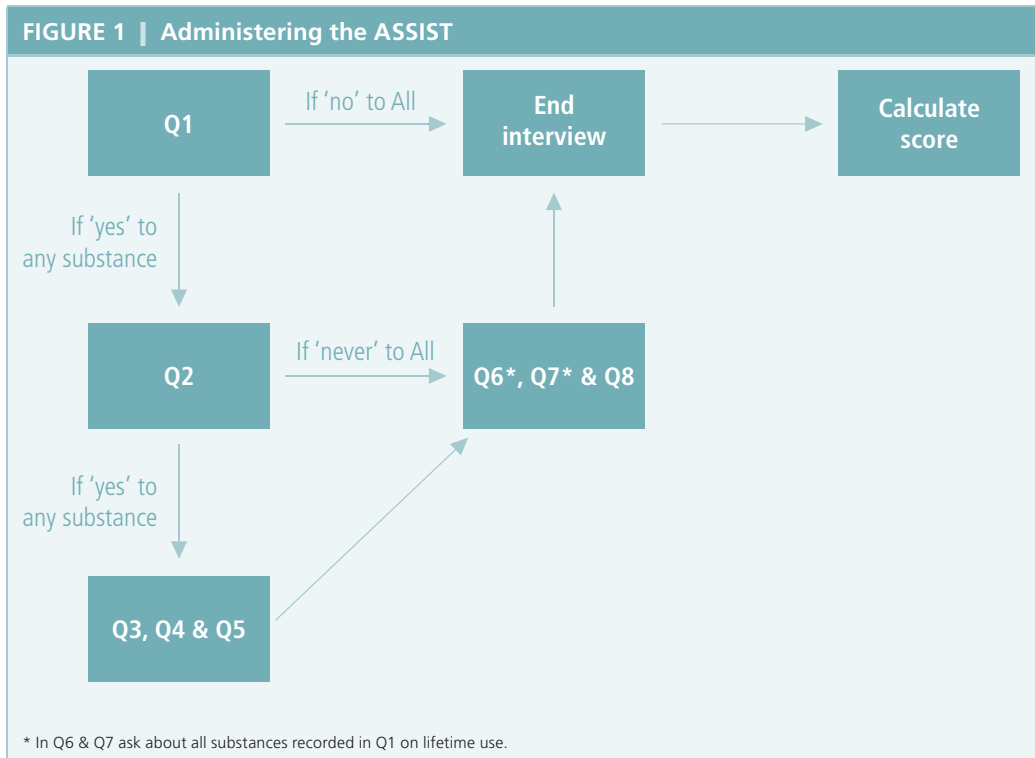 FIGURE 1 | Administering the ASSIST
Q1
If ‘no’ to All
End
interview
Calculate
score
If ‘yes’ to
any substance
Q2
If ‘never’ to All
Q6*, Q7* & Q8
If ‘yes’ to
any substance
Q3, Q4 & Q5
* In Q6 & Q7 ask about all substances recorded in Q1 on lifetime use.